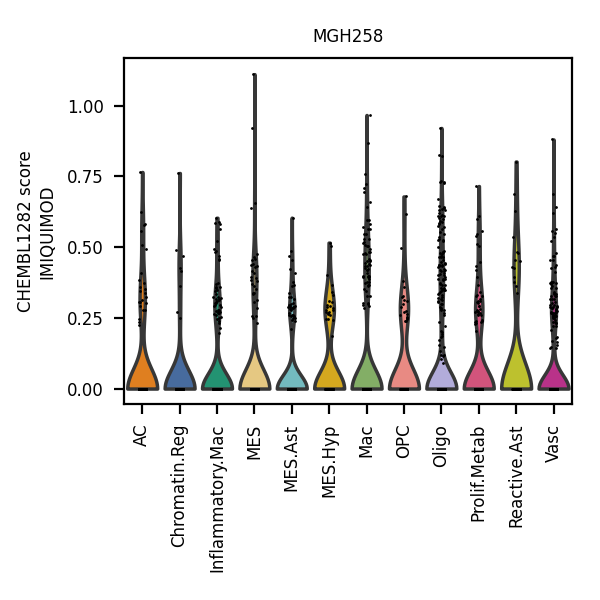 MGH258
CHEMBL1282 score
IMIQUIMOD
1.00
0.75
0.50
0.25
0.00
AC
Chromatin.Reg
Inflammatory.Mac
MES
MES.Ast
MES.Hyp
Mac
OPC
Oligo
Prolif.Metab
Reactive.Ast
Vasc